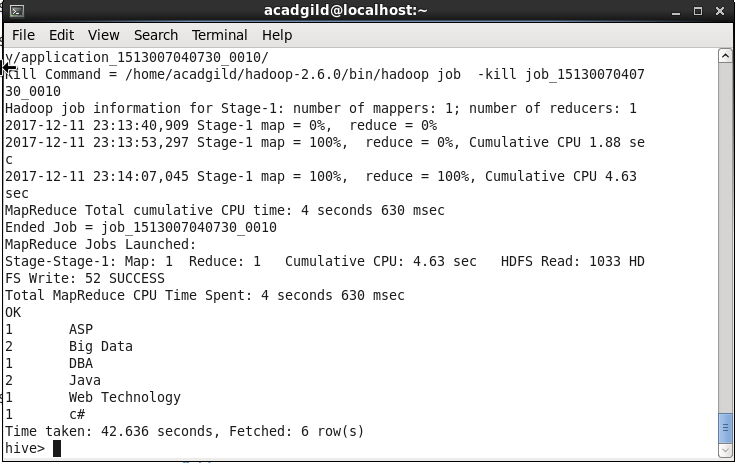 acadgild@localhost:~
File Edit View Search Terminal Help
y/application_1513007040730_0010/
Kill Command = /home/acadgild/hadoop-2.6.0/bin/hadoop job  -kill job_15130070407
30_0010
Hadoop job information for Stage-1: number of mappers: 1; number of reducers: 1
2017-12-11 23:13:40,909 Stage-1 map = 0%,  reduce = 0%
2017-12-11 23:13:53,297 Stage-1 map = 100%,  reduce = 0%, Cumulative CPU 1.88 se
c
2017-12-11 23:14:07,045 Stage-1 map = 100%,  reduce = 100%, Cumulative CPU 4.63
sec
MapReduce Total cumulative CPU time: 4 seconds 630 msec
Ended Job = job_1513007040730_0010
MapReduce Jobs Launched:
Stage-Stage-1: Map: 1  Reduce: 1   Cumulative CPU: 4.63 sec   HDFS Read: 1033 HD
FS Write: 52 SUCCESS
Total MapReduce CPU Time Spent: 4 seconds 630 msec
OK
1       ASP
2       Big Data
1       DBA
2       Java
1       Web Technology
1       c#
Time taken: 42.636 seconds, Fetched: 6 row(s)
hive>